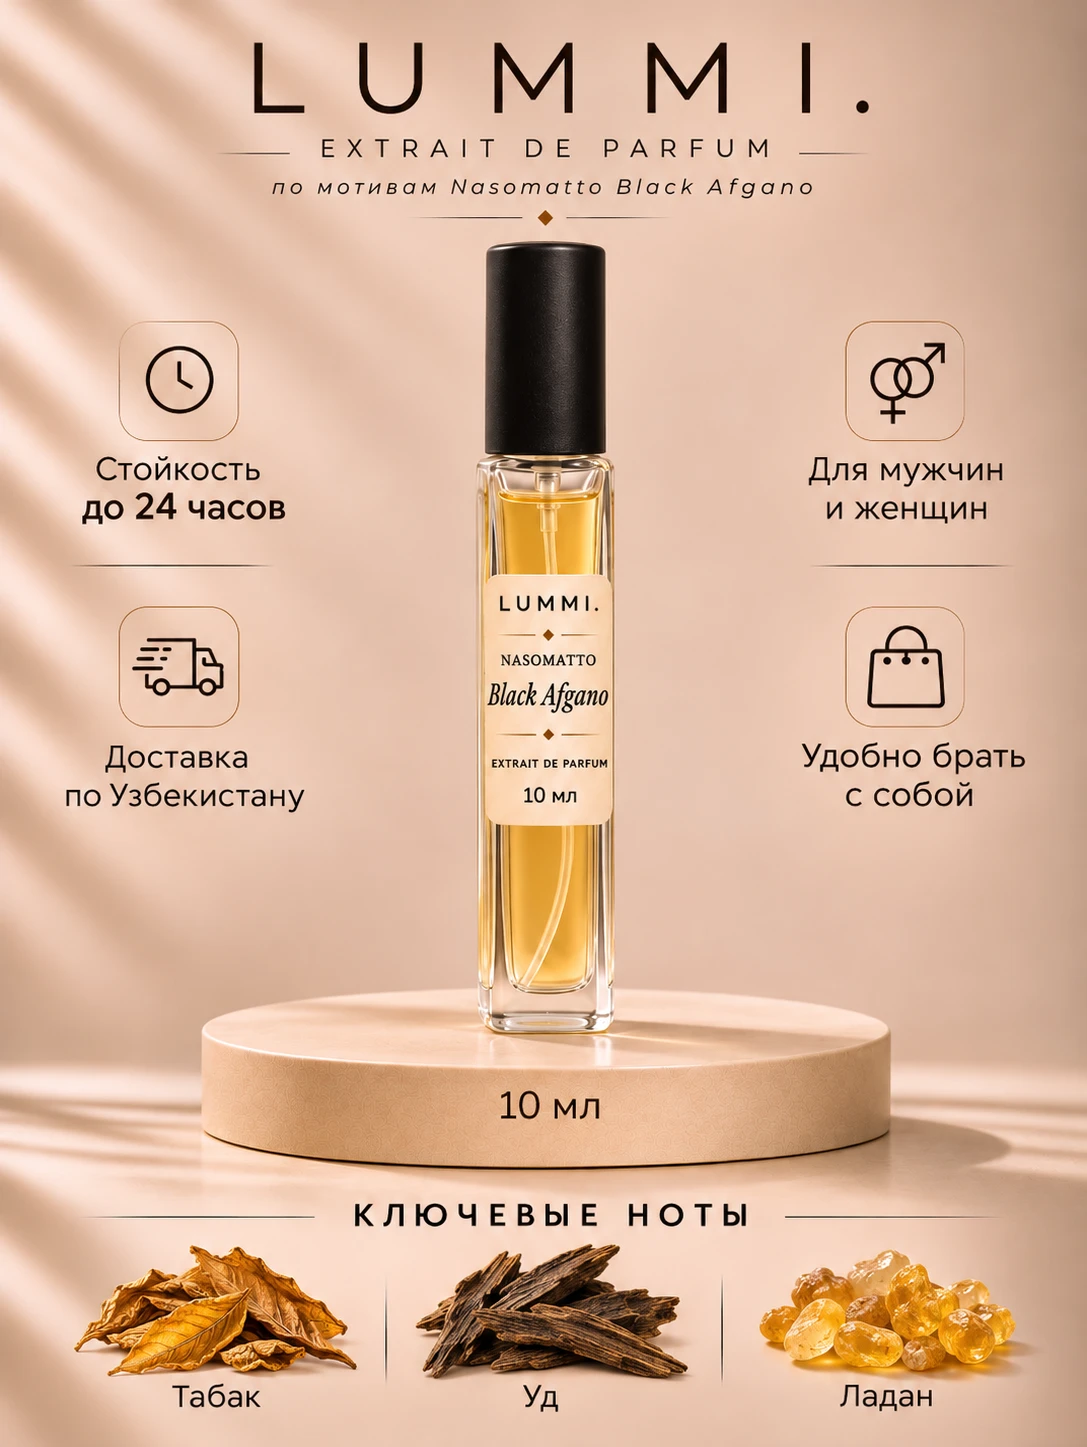 LUMMI.
EXTRAIT DE PARFUM
по мотивам Nasomatto Black Afgano
Стойкость
до 24 часов
Для мужчин
и женщин
Доставка
по Узбекистану
Удобно брать
с собой
LUMMI.
NASOMATTO
Black Afgano
EXTRAIT DE PARFUM
10 мл
10 мл
КЛЮЧЕВЫЕ НОТЫ
Табак
Уд
Ладан